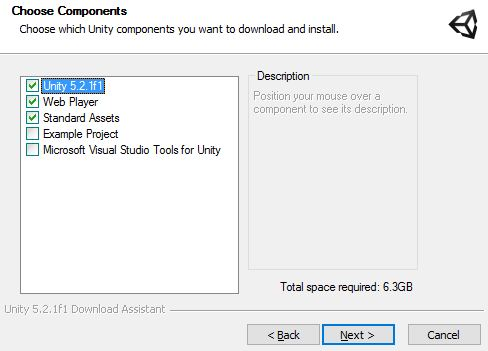 Choose Components
Choose which Unity components you want to download and install.
Unity 5.2.1f1
Web Player
Standard Assets
Example Project
Microsoft Visual Studio Tools for Unity
Description
Position your mouse over a
component to see its description.
Total space required: 6.3GB
Unity 5.2.1f1 Download Assistant
< Back
Next >
Cancel